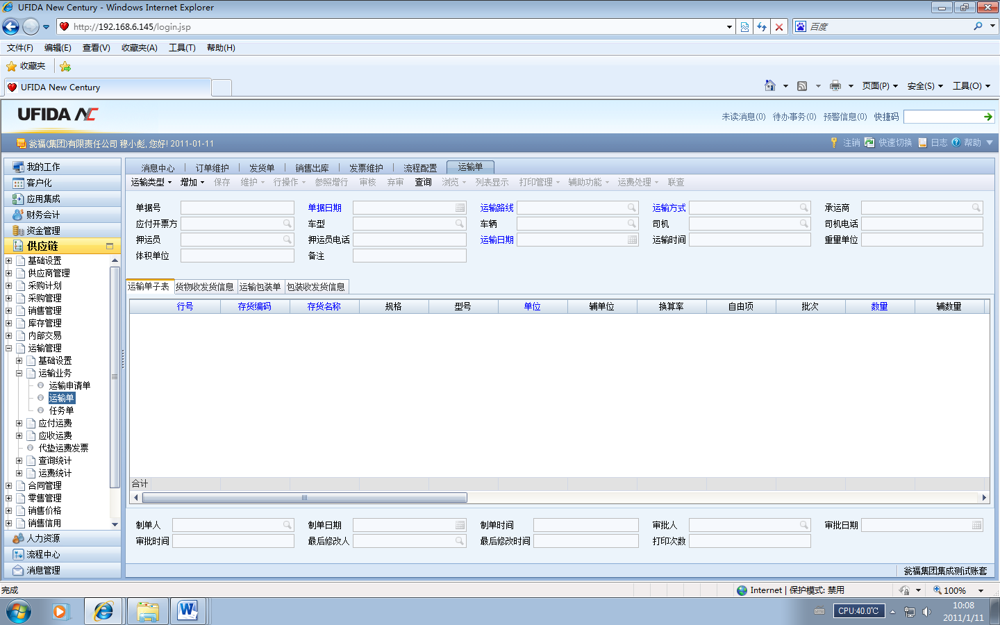 UFIDA New Century - Windows Internet Explorer
http://192.168.6.145/login.jsp 百度
文件(F) 编辑(E) 查看(V) 收藏夹(A) 工具(T) 帮助(H)
收藏夹
UFIDA New Century 页面(P) 安全(S) 工具(O)
UFIDA NC 未读消息(0) 待办事务(0) 预警信息(0) 快捷码
瓮福(集团)有限责任公司 穆小彪, 您好! 2011-01-11 注销 快速切换 日志 帮助
消息中心 订单维护 发货单 销售出库 发票维护 流程配置 运输单
运输类型 增加 保存 维护 行操作 参照增行 审核 弃审 查询 浏览 列表显示 打印管理 辅助功能 运费处理 联查
我的工作
客户化
应用集成
财务会计
资金管理
供应链
基础设置
供应商管理
采购计划
采购管理
销售管理
库存管理
内部交易
运输管理
基础设置
运输业务
运输申请单
运输单
任务单
应付运费
应收运费
代垫运费发票
查询统计
运费统计
合同管理
零售管理
销售价格
销售信用
人力资源
流程中心
消息管理
单据号 单据日期 运输路线 运输方式 承运商
应付开票方 车型 车辆 司机 司机电话
押运员 押运员电话 运输日期 运输时间 重量单位
体积单位 备注
运输单子表 货物收发货信息 运输包装单 包装收发货信息
行号 存货编码 存货名称 规格 型号 单位 辅单位 换算率 自由项 批次 数量 辅数量
合计
制单人 制单日期 制单时间 审批人 审批日期
审批时间 最后修改人 最后修改时间 打印次数
瓮福集团集成测试账套
完成 Internet | 保护模式: 禁用 100%
CPU:40.0℃ 10:08
2011/1/11